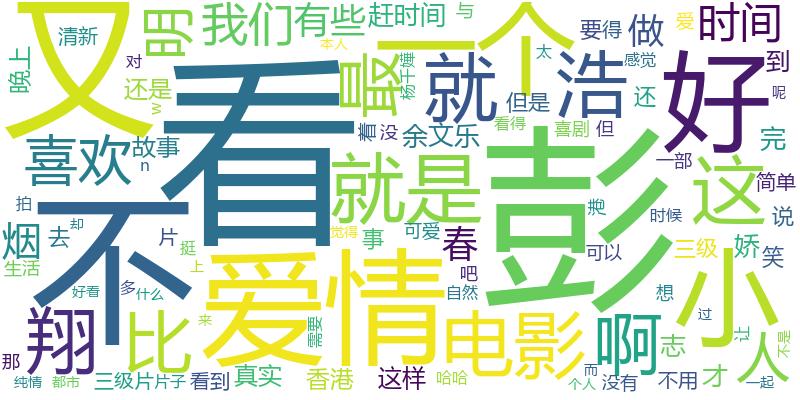 又
明
我们
有些
赶时间
与
一个
要得
爱
做
时间
清新
本人
晚上
对
还是
w
看
最
杨千嬅
就
浩
太
感觉
但是
还
好
到
呢
喜欢
故事
n
着
没
余文乐
看得
喜剧
但
完
一部
简单
不
就是
彭
这
拍
烟
去
片
挺
觉得
事
可爱
春
吧
可以
时候
三级
娇
说
笑
生活
却
上
爱情
自然
想
小
好看
多
什么
过
让
不是
那
翔
比
来
需要
电影
啊
志
人
纯情
都市
三级片
片子
看到
真实
香港
这样
哈哈
个人
而
没有
不用
才
一起